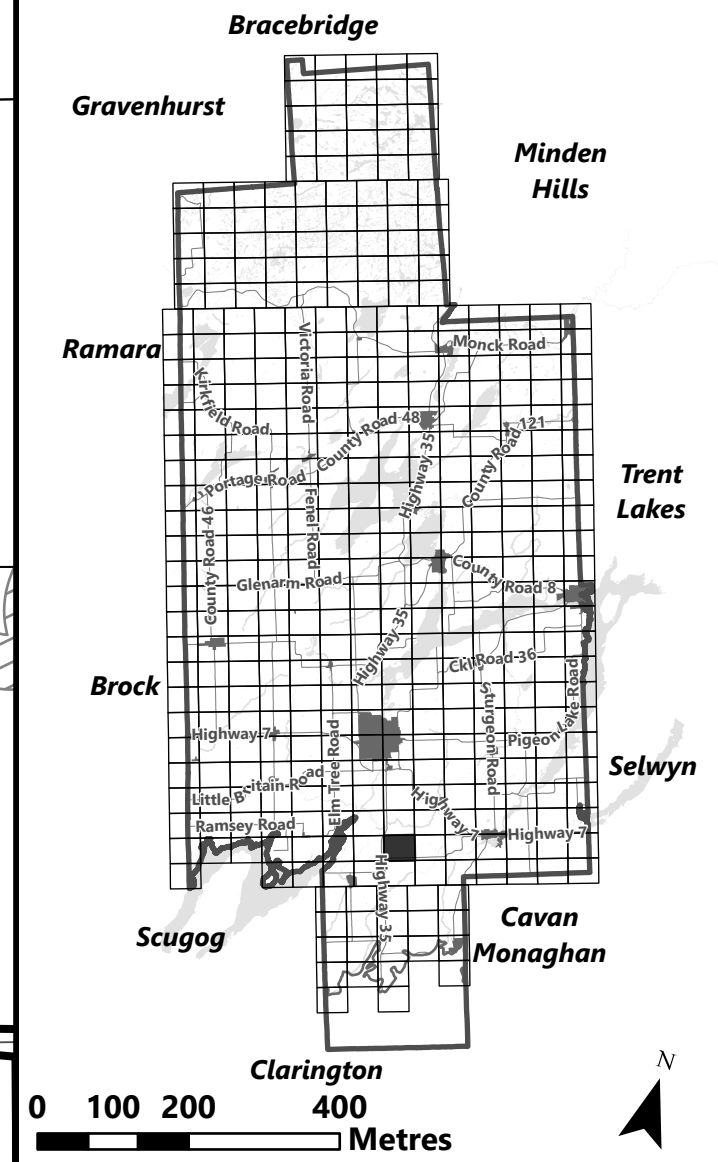 Bracebridge
Gravenhurst
Minden
Hills
Ramara
Monck Road
Victoria Road
Kirkfield Road
County Road 48
County Road 121
Highway 35
Portage Road
Trent
Lakes
Fenel Road
County Road 46
Glenarm Road
County Road 8
Highway 35
Ckl Road 36
Brock
Sturgeon Road
Pigeon Lake Road
Highway 7
Elm Tree Road
Selwyn
Little Britain Road
Highway 7
Ramsey Road
Highway 7
Highway 35
Scugog
Cavan
Monaghan
Clarington
N
0 100 200 400
Metres